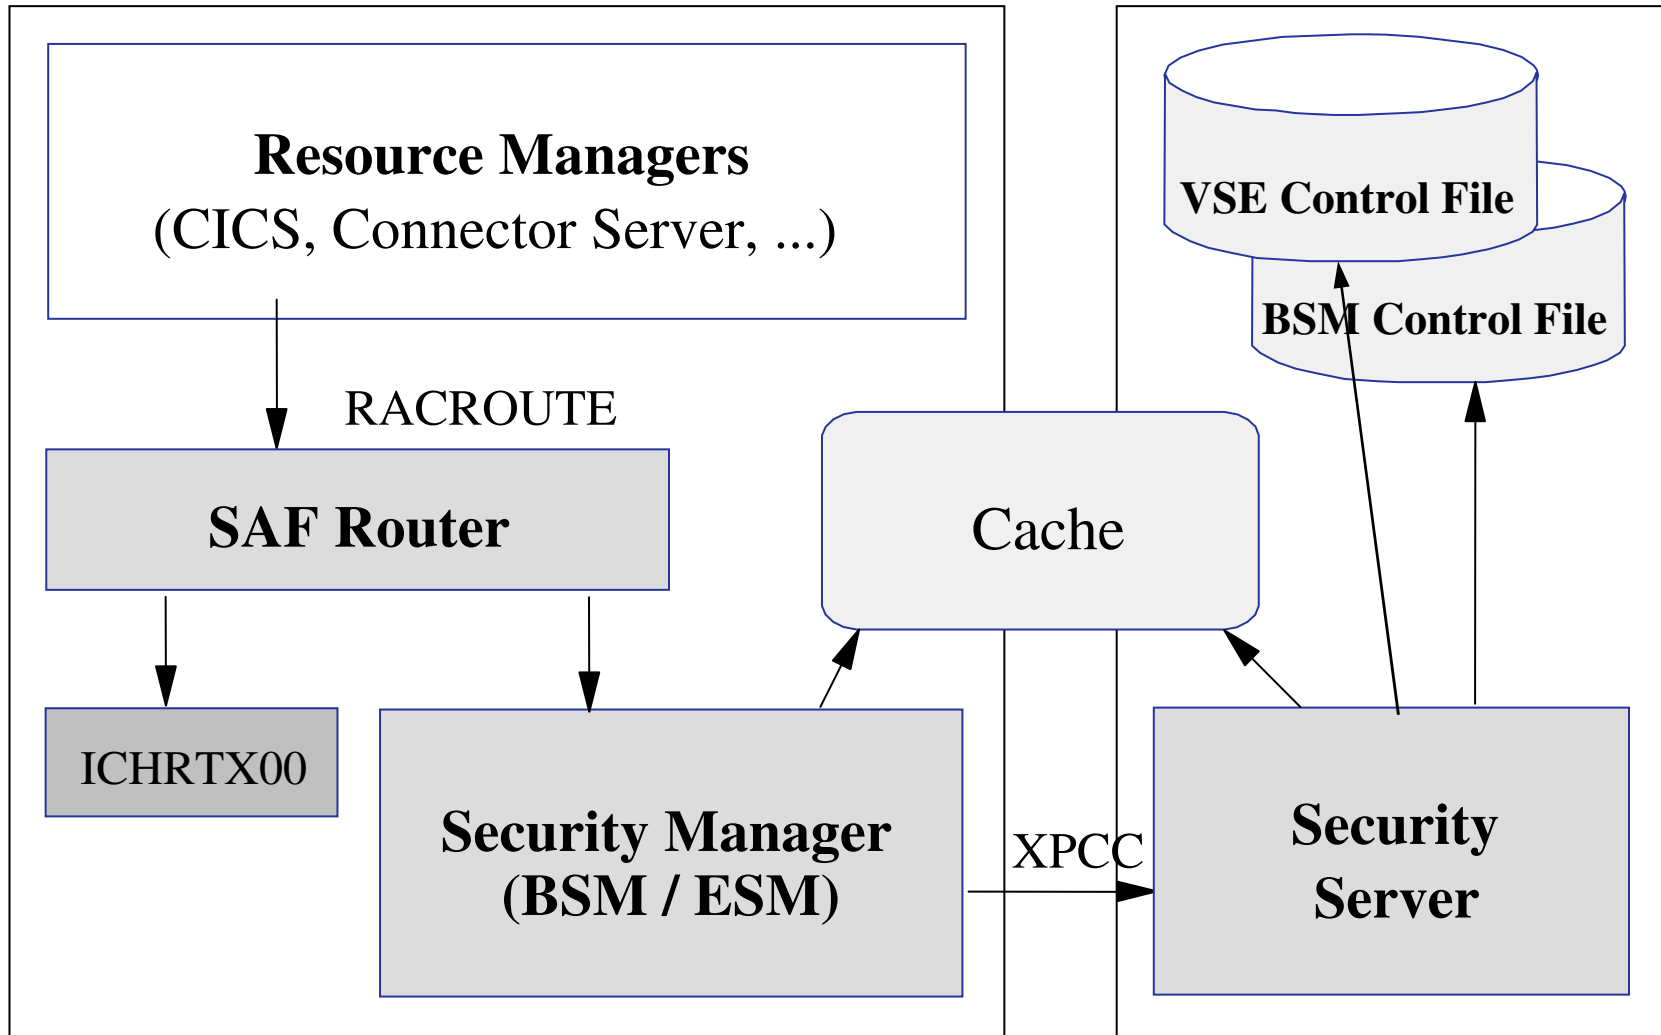 Resource Managers
(CICS, Connector Server, ...)
VSE Control File
BSM Control File
RACROUTE
SAF Router
Cache
ICHRTX00
Security Manager
(BSM / ESM)
XPCC
Security
Server